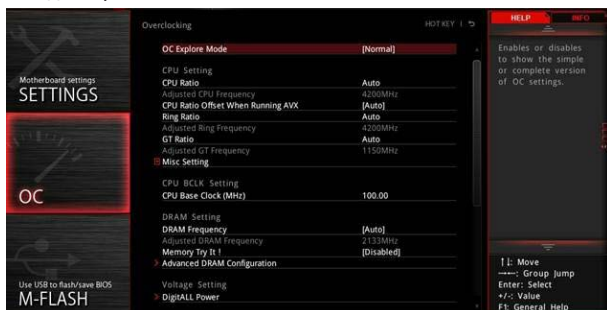 Overclocking
HOT KEY
HELP
INFO
Motherboard settings
SETTINGS
OC
Use USB to flash/save BIOS
M-FLASH
OC Explore Mode [Normal]
CPU Setting
CPU Ratio Auto
Adjusted CPU Frequency 4200MHz
CPU Ratio Offset When Running AVX [Auto]
Ring Ratio Auto
Adjusted Ring Frequency 4200MHz
GT Ratio Auto
Adjusted GT Frequency 1150MHz
Misc Setting
CPU BCLK Setting
CPU Base Clock (MHz) 100.00
DRAM Setting
DRAM Frequency [Auto]
Adjusted DRAM Frequency 2133MHz
Memory Try It ! [Disabled]
Advanced DRAM Configuration
Voltage Setting
DigitALL Power
Enables or disables
to show the simple
or complete version
of OC settings.
↑↓: Move
→←: Group Jump
Enter: Select
+/-: Value
F1: General Help